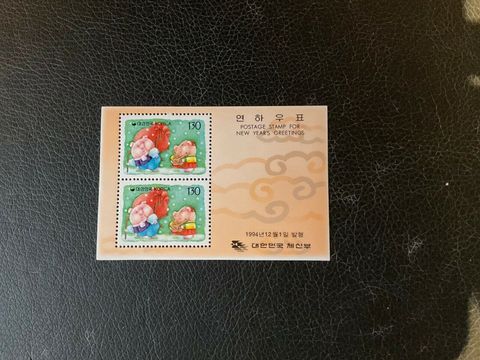 대한민국 KOREA 130
대한민국 KOREA 130
연하우표
POSTAGE STAMP FOR
NEW YEAR'S GREETINGS
1994년12월1일 발행
대한민국 체신부